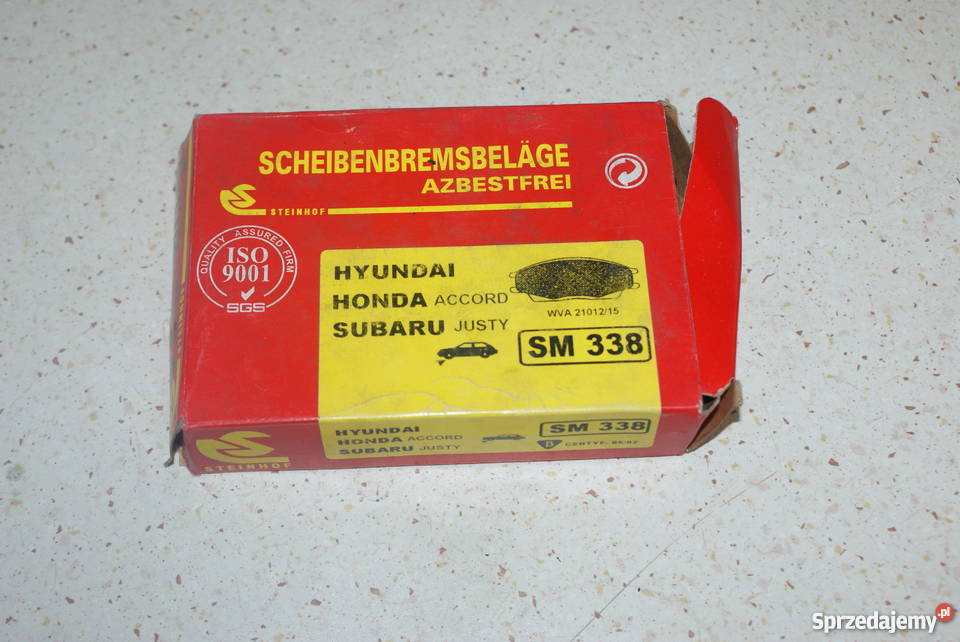 SCHEIBENBREMSBELÄGE
AZBESTFREI
STEINHOF
QUALITY ASSURED FIRM
ISO
9001
SGS
HYUNDAI
HONDA ACCORD
SUBARU JUSTY
WVA 21012/15
SM 338
STEINHOF
HYUNDAI
HONDA ACCORD
SUBARU JUSTY
SM 338
B CERTYF.
Sprzedajemy.pl